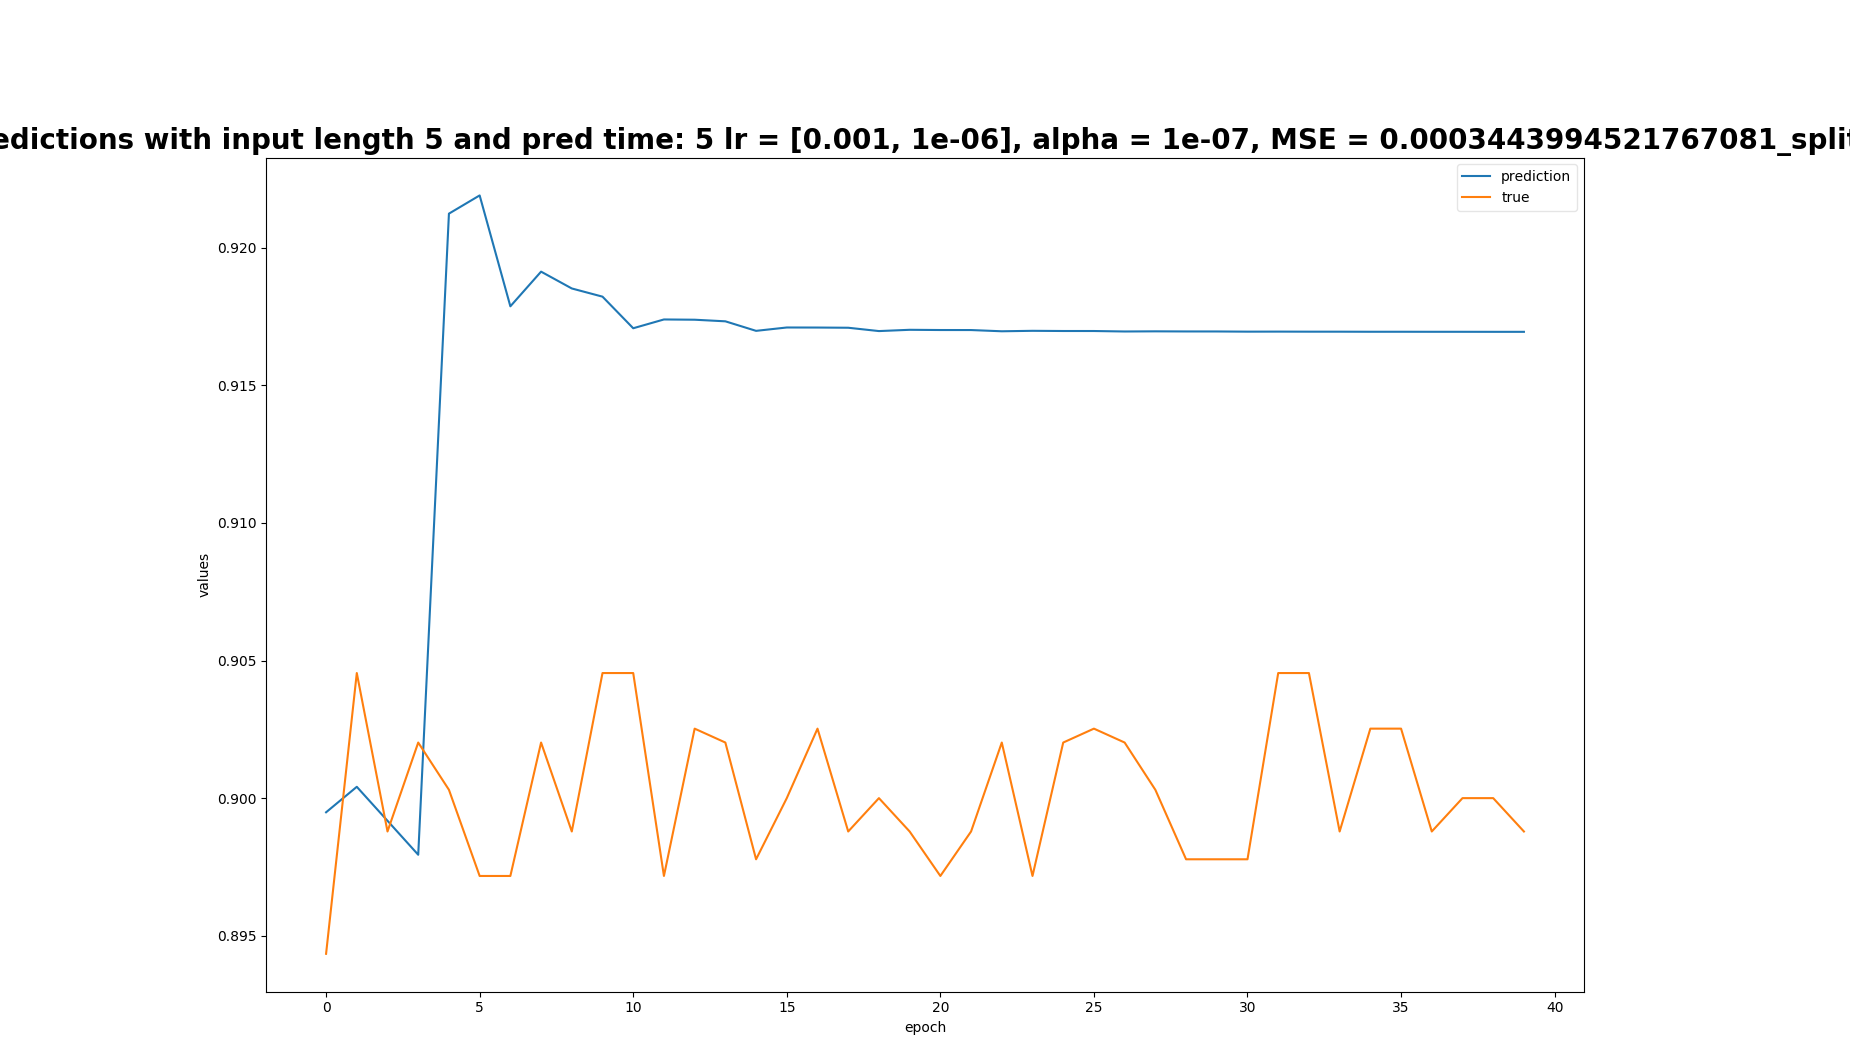 edictions with input length 5 and pred time: 5 lr = [0.001, 1e-06], alpha = 1e-07, MSE = 0.0003443994521767081_split
prediction
true
0.920
0.915
0.910
0.905
0.900
0.895
values
0 5 10 15 20 25 30 35 40
epoch